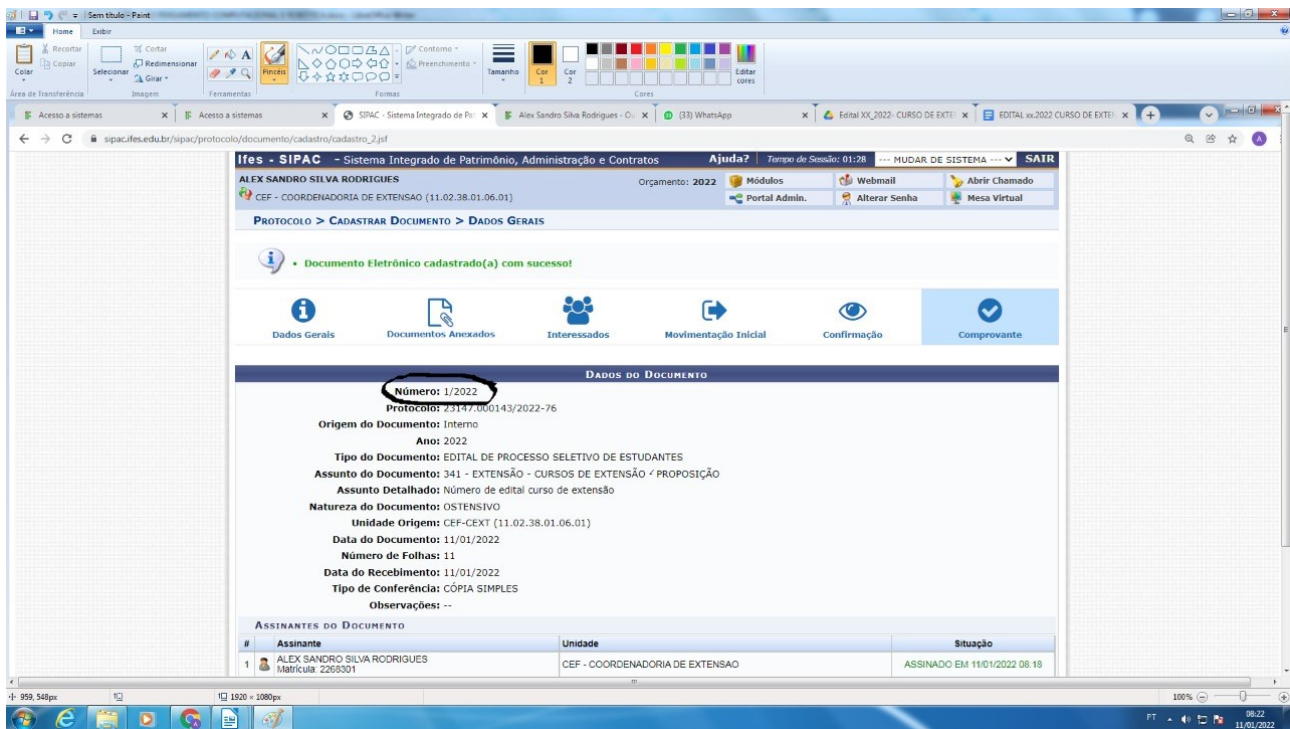 Sem título - Paint
Home Exibir
Colar
Recortar
Copiar
Área de Transferência
Selecionar
Cortar
Redimensionar
Girar
Imagem
Ferramentas
Pincéis
Contorno
Preenchimento
Formas
Tamanho
Cor 1
Cor 2
Editar cores
Cores
Acesso a sistemas
Acesso a sistemas
SIPAC - Sistema Integrado de Pat
Alex Sandro Silva Rodrigues - Ou
(33) WhatsApp
Edital XX_2022- CURSO DE EXTE
EDITAL xx.2022 CURSO DE EXTE
sipac.ifes.edu.br/sipac/protocolo/documento/cadastro/cadastro_2.jsf
Ifes - SIPAC - Sistema Integrado de Patrimônio, Administração e Contratos
Ajuda? Tempo de Sessão: 01:28 --- MUDAR DE SISTEMA --- SAIR
ALEX SANDRO SILVA RODRIGUES
CEF - COORDENADORIA DE EXTENSAO (11.02.38.01.06.01)
Orçamento: 2022
Módulos
Webmail
Abrir Chamado
Portal Admin.
Alterar Senha
Mesa Virtual
PROTOCOLO > CADASTRAR DOCUMENTO > DADOS GERAIS
• Documento Eletrônico cadastrado(a) com sucesso!
Dados Gerais
Documentos Anexados
Interessados
Movimentação Inicial
Confirmação
Comprovante
DADOS DO DOCUMENTO
Número: 1/2022
Protocolo: 23147.000143/2022-76
Origem do Documento: Interno
Ano: 2022
Tipo do Documento: EDITAL DE PROCESSO SELETIVO DE ESTUDANTES
Assunto do Documento: 341 - EXTENSÃO - CURSOS DE EXTENSÃO - PROPOSIÇÃO
Assunto Detalhado: Número de edital curso de extensão
Natureza do Documento: OSTENSIVO
Unidade Origem: CEF-CEXT (11.02.38.01.06.01)
Data do Documento: 11/01/2022
Número de Folhas: 11
Data do Recebimento: 11/01/2022
Tipo de Conferência: CÓPIA SIMPLES
Observações: --
ASSINANTES DO DOCUMENTO
# Assinante Unidade Situação
1 ALEX SANDRO SILVA RODRIGUES
Matrícula: 2268301
CEF - COORDENADORIA DE EXTENSAO
ASSINADO EM 11/01/2022 08:18
959, 548px
1920 × 1080px
100%
PT
08:22
11/01/2022